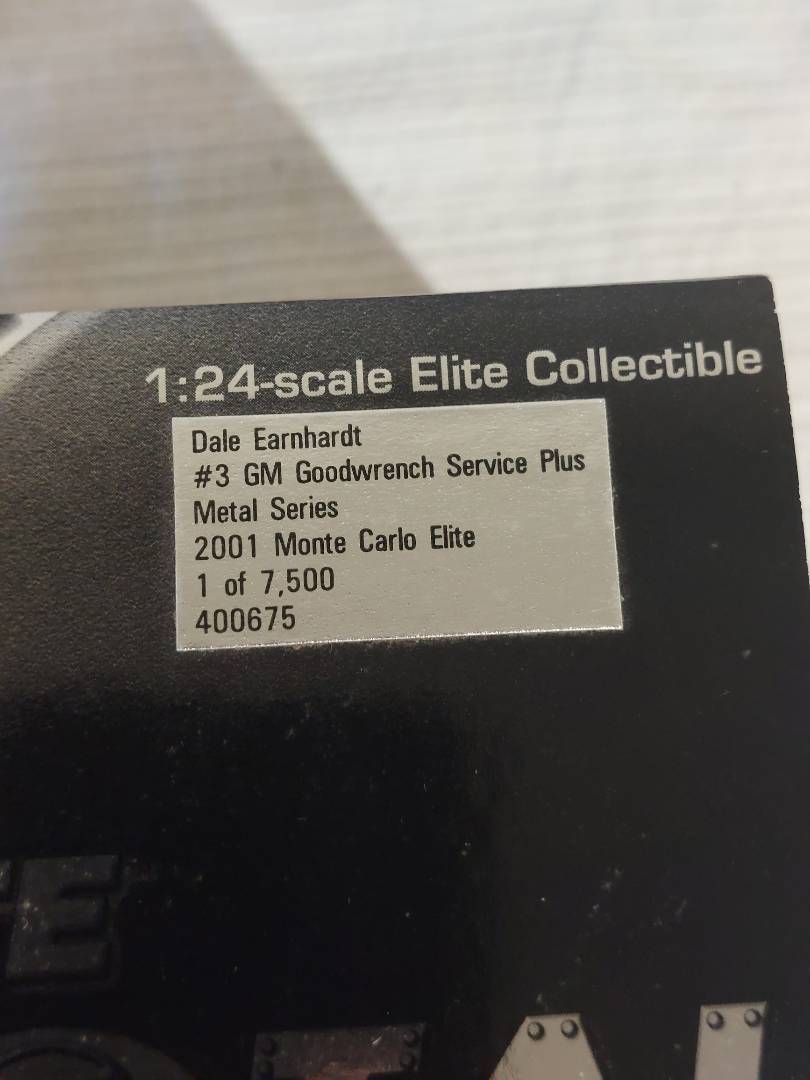 1:24-scale Elite Collectible
Dale Earnhardt
#3 GM Goodwrench Service Plus
Metal Series
2001 Monte Carlo Elite
1 of 7,500
400675